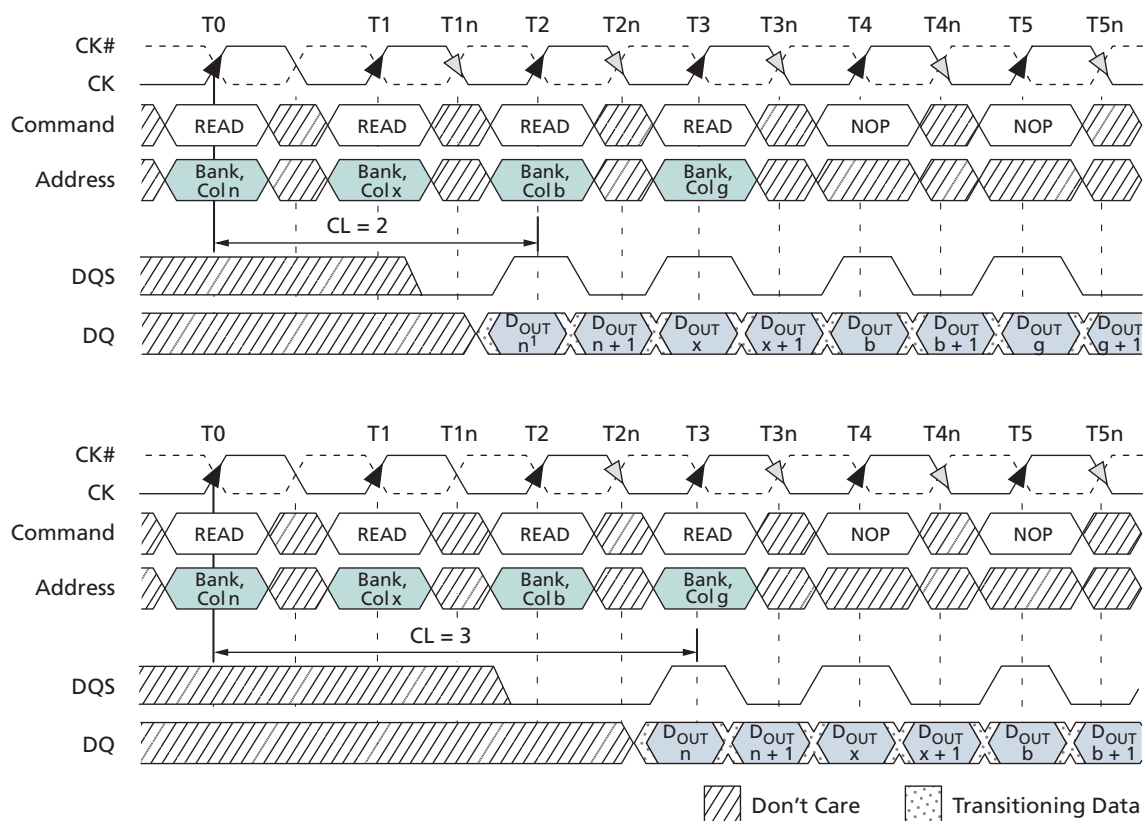 T0 T1 T1n T2 T2n T3 T3n T4 T4n T5 T5n
CK#
CK
Command READ READ READ READ NOP NOP
Address Bank, Col n Bank, Col x Bank, Col b Bank, Col g
CL = 2
DQS
DQ DOUT n1 DOUT n + 1 DOUT x DOUT x + 1 DOUT b DOUT b + 1 DOUT g DOUT g + 1
T0 T1 T1n T2 T2n T3 T3n T4 T4n T5 T5n
CK#
CK
Command READ READ READ READ NOP NOP
Address Bank, Col n Bank, Col x Bank, Col b Bank, Col g
CL = 3
DQS
DQ DOUT n DOUT n + 1 DOUT x DOUT x + 1 DOUT b DOUT b + 1
Don't Care Transitioning Data